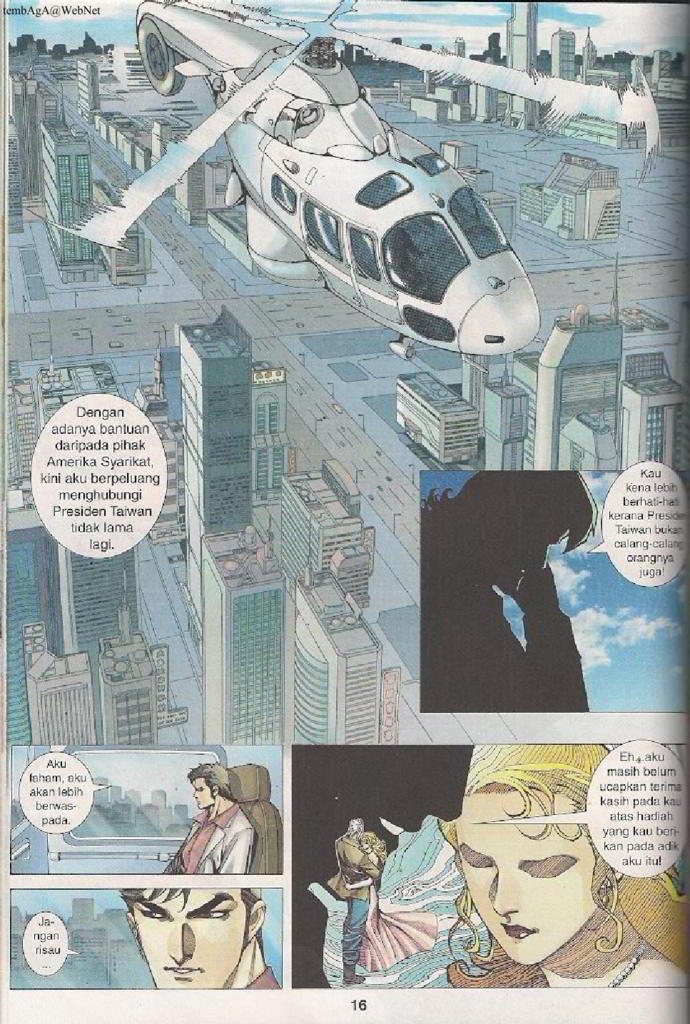 tembAgA@WebNet
Dengan
adanya bantuan
daripada pihak
Amerika Syarikat,
kini aku berpeluang
menghubungi
Presiden Taiwan
tidak lama
lagi.
Kau
kena lebih
berhati-hati
kerana Presiden
Taiwan bukan
calang-calang
orangnya
juga!
Aku
faham, aku
akan lebih
berwas-
pada.
Ja-
ngan
risau
...
Eh, aku
masih belum
ucapkan terima
kasih pada kau
atas hadiah
yang kau beri-
kan pada adik
aku itu!
16